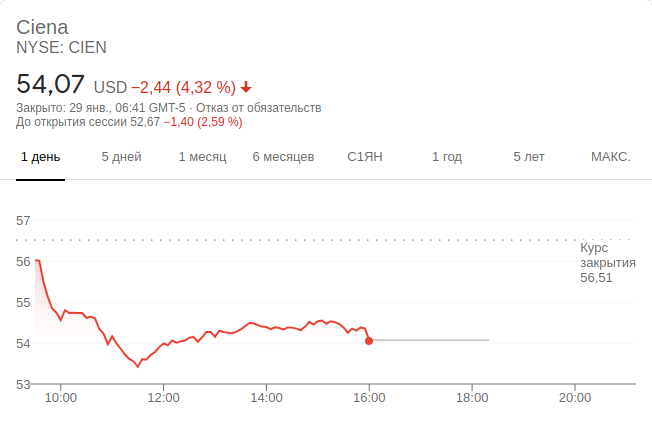 Ciena
NYSE: CIEN
54,07 USD −2,44 (4,32 %)
Закрыто: 29 янв., 06:41 GMT-5 · Отказ от обязательств
До открытия сессии 52,67 −1,40 (2,59 %)
1 день 5 дней 1 месяц 6 месяцев С1ЯН 1 год 5 лет МАКС.
57
Курс
закрытия
56,51
56
55
54
53
10:00 12:00 14:00 16:00 18:00 20:00